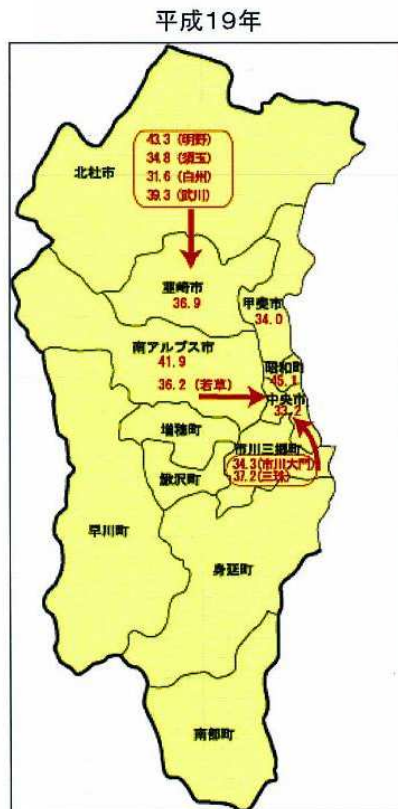 平成19年
43.3 (明野)
34.8 (須玉)
31.6 (白州)
39.3 (武川)
北杜市
韮崎市
36.9
甲斐市
34.0
南アルプス市
41.9
昭和町
45.1
36.2 (若草)
中央市
33.2
増穂町
市川三郷町
34.3(市川大門)
37.2(三珠)
鰍沢町
早川町
身延町
南部町